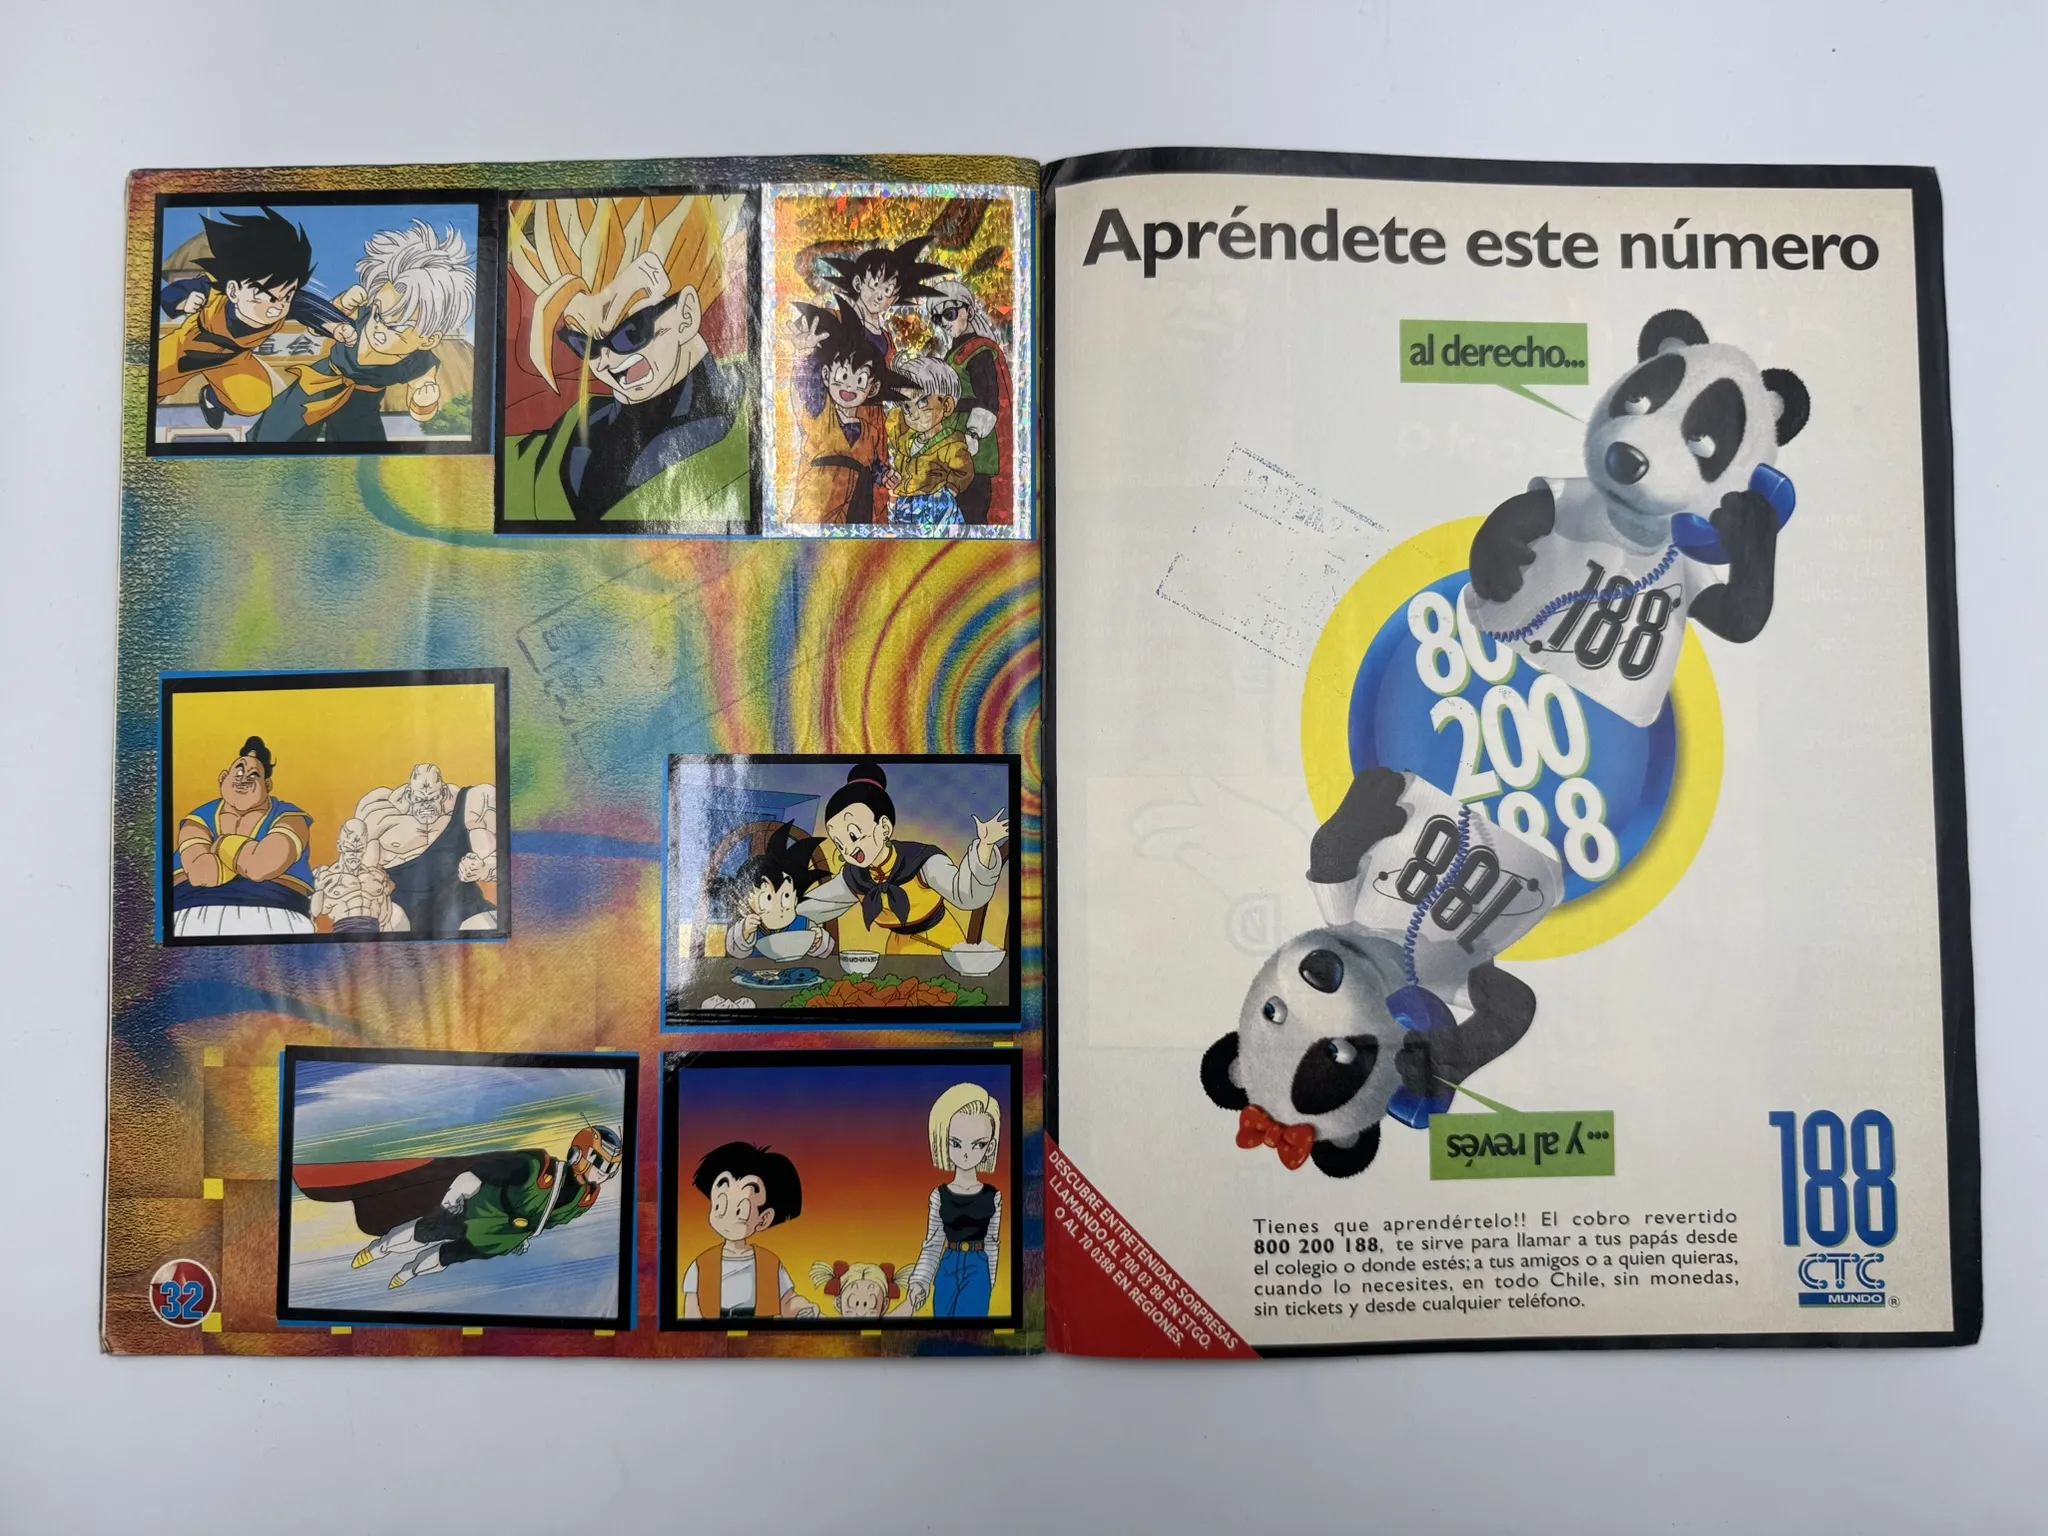 会
32
Apréndete este número
al derecho...
188
80
200
188
188
...y al revés
188
CTC
MUNDO ®
Tienes que aprendértelo!! El cobro revertido
800 200 188, te sirve para llamar a tus papás desde
el colegio o donde estés; a tus amigos o a quien quieras,
cuando lo necesites, en todo Chile, sin monedas,
sin tickets y desde cualquier teléfono.
DESCUBRE ENTRETENIDAS SORPRESAS
LLAMANDO AL 700 03 88 EN STGO.
O AL 70 0388 EN REGIONES.